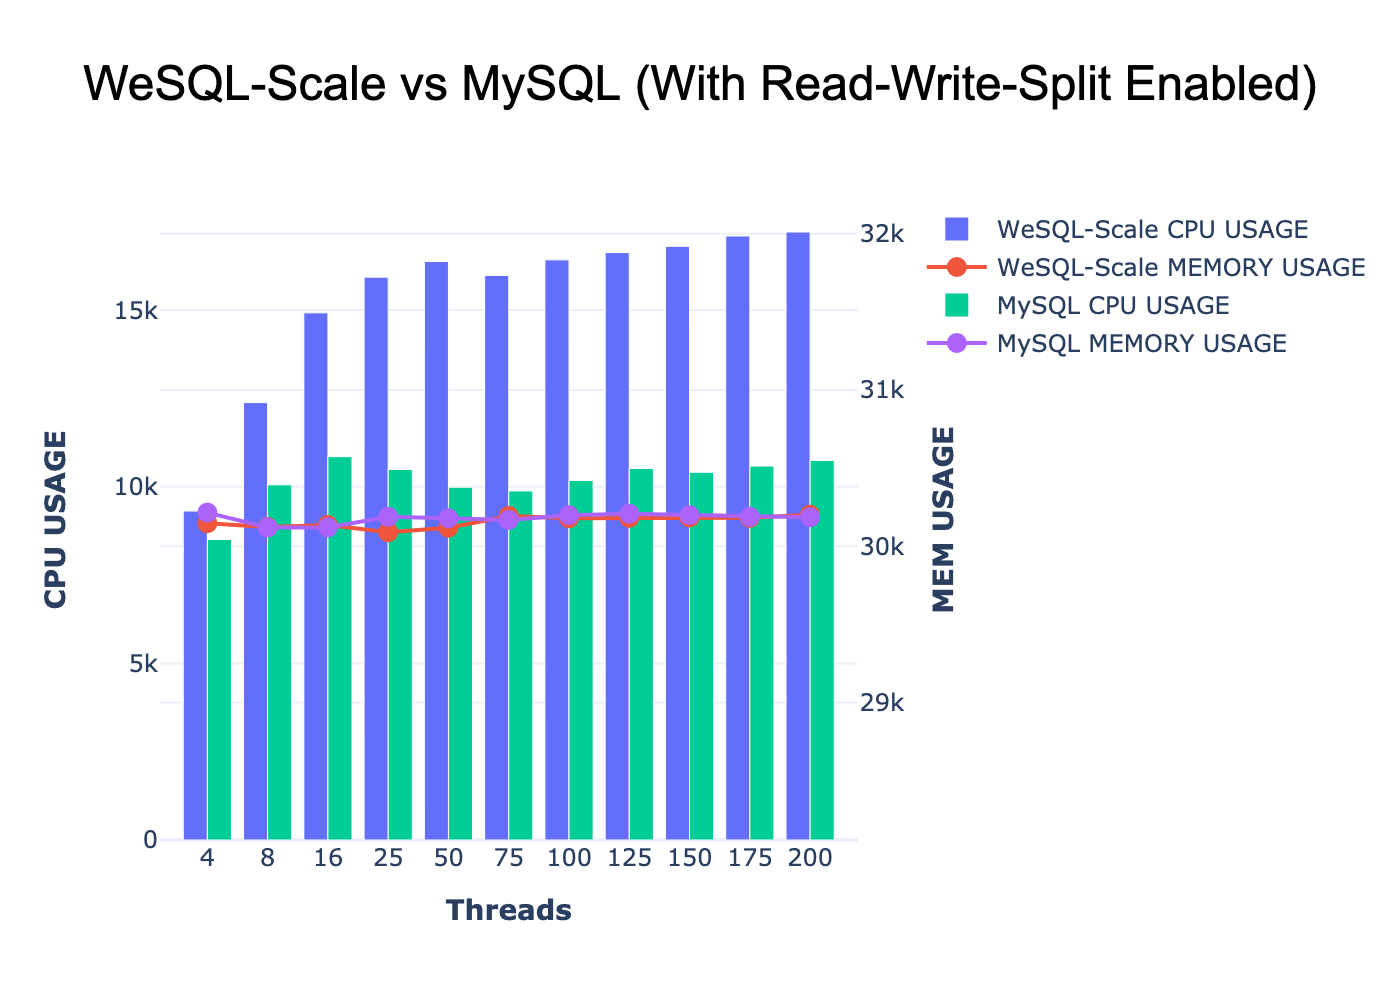 WeSQL-Scale vs MySQL (With Read-Write-Split Enabled)
WeSQL-Scale CPU USAGE
WeSQL-Scale MEMORY USAGE
MySQL CPU USAGE
MySQL MEMORY USAGE
CPU USAGE
15k
10k
5k
0
32k
31k
30k
29k
MEM USAGE
4 8 16 25 50 75 100 125 150 175 200
Threads